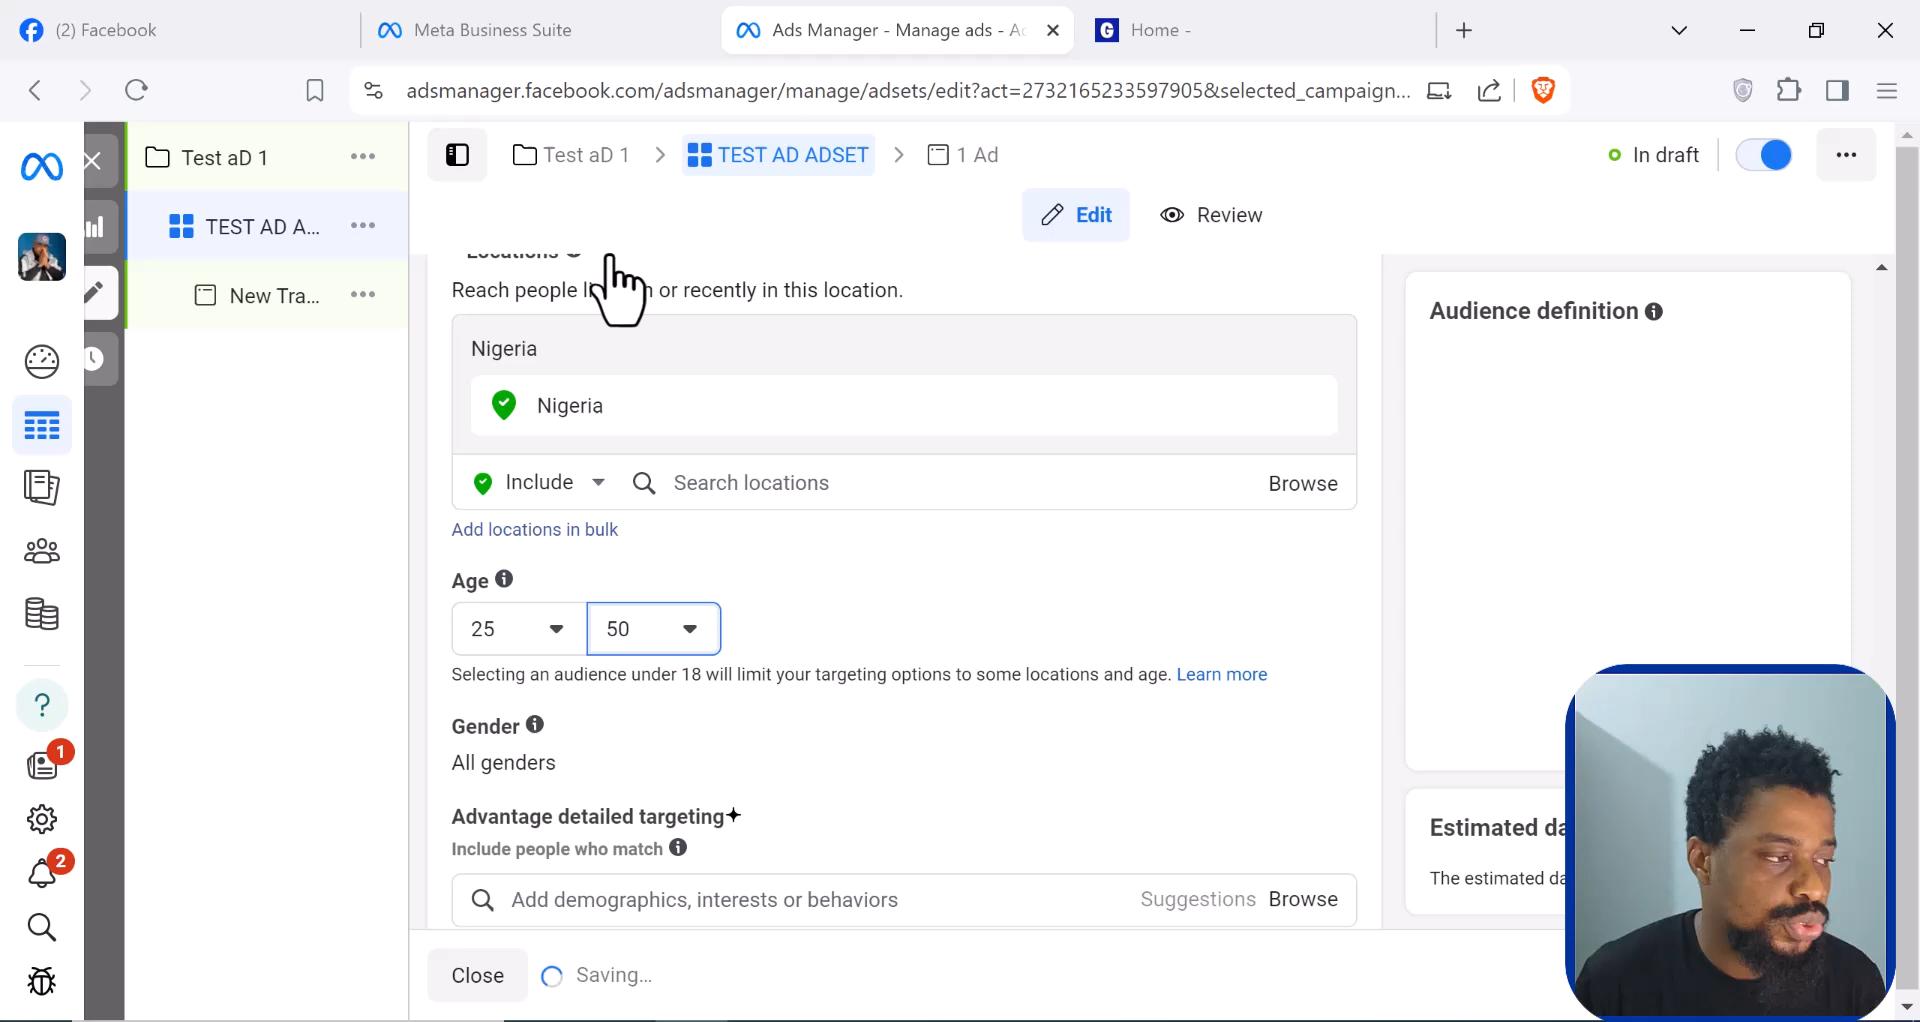 (2) Facebook
Meta Business Suite
Ads Manager - Manage ads - Ac
G Home -
adsmanager.facebook.com/adsmanager/manage/adsets/edit?act=2732165233597905&selected_campaign...
Test aD 1
Test aD 1
TEST AD ADSET
1 Ad
In draft
TEST AD A...
Edit
Review
New Tra...
Locations
Reach people li n or recently in this location.
Audience definition
Nigeria
Nigeria
Include
Search locations
Browse
Add locations in bulk
Age
25
50
Selecting an audience under 18 will limit your targeting options to some locations and age. Learn more
Gender
All genders
Advantage detailed targeting
Include people who match
Estimated da
The estimated da
Add demographics, interests or behaviors
Suggestions
Browse
Close
Saving...
?
1
2